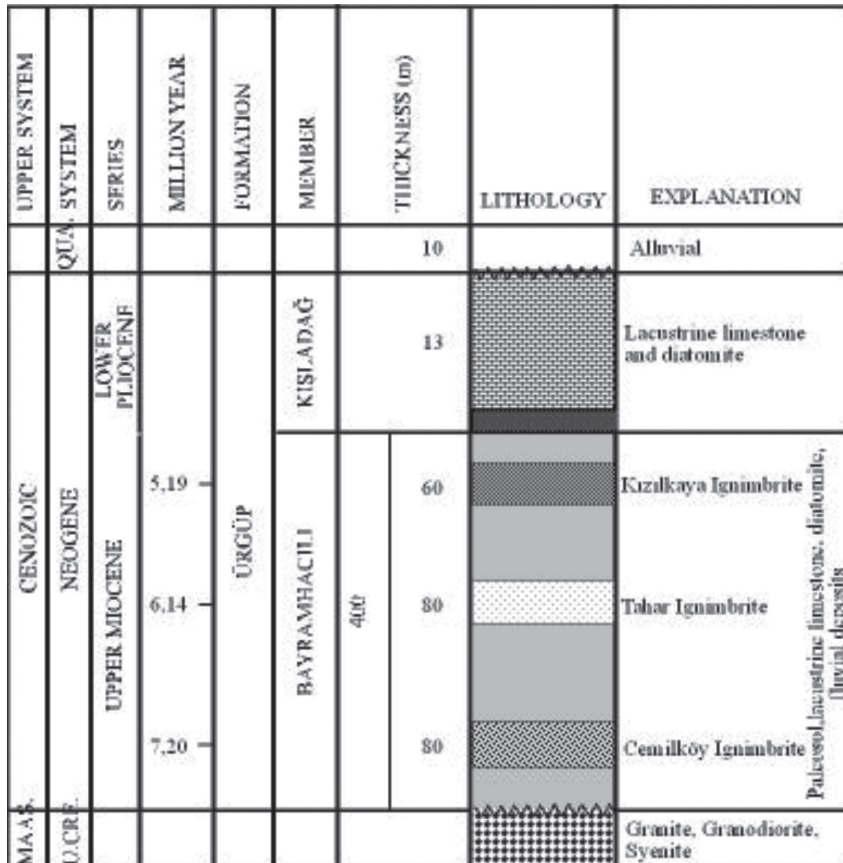 UPPER SYSTEM
SYSTEM
SERIES
MILLION YEAR
FORMATION
MEMBER
THICKNESS (m)
LITHOLOGY
EXPLANATION
QUA.
10
Alluvial
CENOZOIC
NEOGENE
LOWER
PLIOCENE
KIŞLADAĞ
13
Lacustrine limestone
and diatomite
UPPER MIOCENE
5,19
6,14
7,20
ÜRGÜP
BAYRAMHACILI
400
60
Kızılkaya Ignimbrite
80
Tahar Ignimbrite
80
Cemilköy Ignimbrite
Paleosol,lacustrine limestone, diatomite,
fluvial deposits
MAAS.
U.CRE.
Granite, Granodiorite,
Syenite